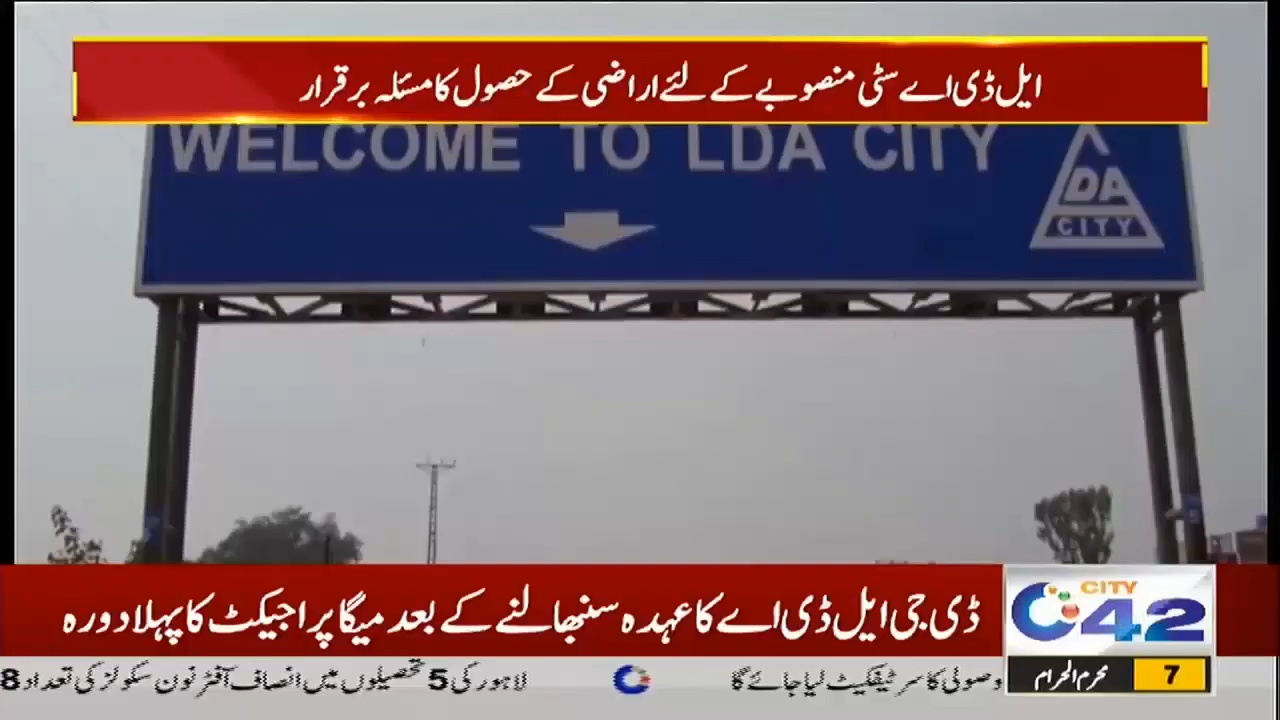 ایل ڈی اے سٹی منصوبے کے لئے اراضی کے حصول کا مسئلہ برقرار
WELCOME TO LDA CITY
LDA
CITY
ڈی جی ایل ڈی اے کا عہدہ سنبھالنے کے بعد میگا پراجیکٹ کا پہلا دورہ
CITY
42
وصولی کا سرٹیفکیٹ لیا جائے گا
لاہور کی 5 تحصیلوں میں انصاف آفٹر نون سکولز کی تعداد 8
7 محرم الحرام